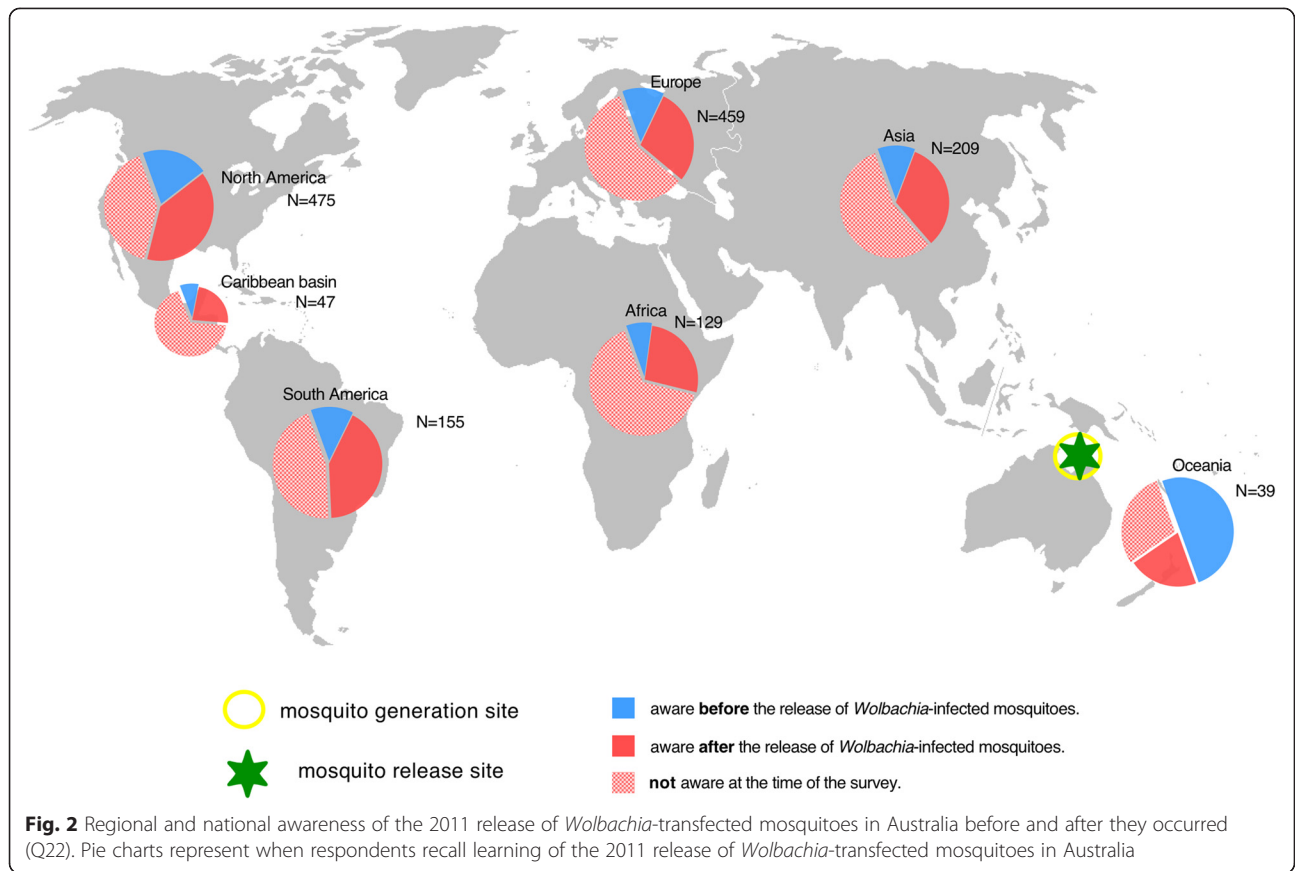 Europe
N=459
Asia
N=209
North America
N=475
Caribbean basin
N=47
Africa
N=129
South America
N=155
Oceania
N=39
mosquito generation site
mosquito release site
aware before the release of Wolbachia-infected mosquitoes.
aware after the release of Wolbachia-infected mosquitoes.
not aware at the time of the survey.
Fig. 2 Regional and national awareness of the 2011 release of Wolbachia-transfected mosquitoes in Australia before and after they occurred
(Q22). Pie charts represent when respondents recall learning of the 2011 release of Wolbachia-transfected mosquitoes in Australia